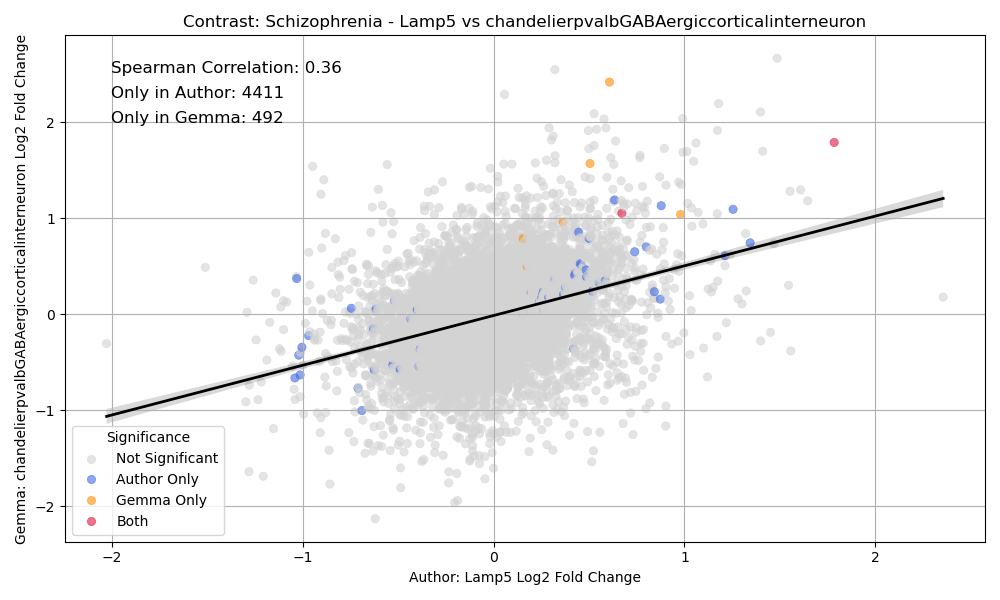 Contrast: Schizophrenia - Lamp5 vs chandelierpvalbGABAergiccorticalinterneuron
Gemma: chandelierpvalbGABAergiccorticalinterneuron Log2 Fold Change
Spearman Correlation: 0.36
Only in Author: 4411
Only in Gemma: 492
2
1
0
−1
−2
Significance
Not Significant
Author Only
Gemma Only
Both
−2
−1
0
1
2
Author: Lamp5 Log2 Fold Change